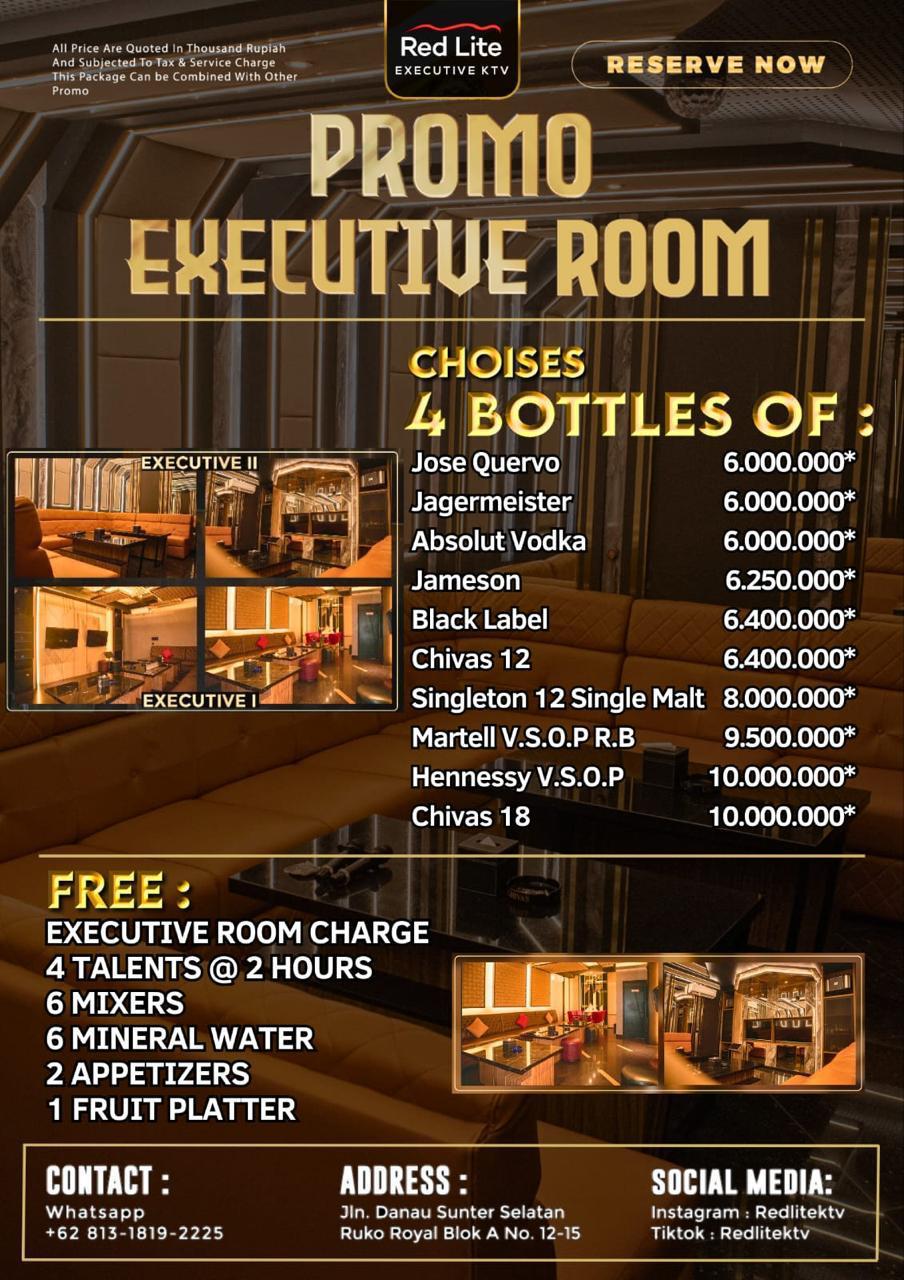 All Price Are Quoted In Thousand Rupiah
And Subjected To Tax & Service Charge
This Package Can be Combined With Other
Promo
Red Lite
EXECUTIVE KTV
RESERVE NOW
PROMO
EXECUTIVE ROOM
CHOISES
4 BOTTLES OF :
Jose Quervo 6.000.000*
Jagermeister 6.000.000*
Absolut Vodka 6.000.000*
Jameson 6.250.000*
Black Label 6.400.000*
Chivas 12 6.400.000*
Singleton 12 Single Malt 8.000.000*
Martell V.S.O.P R.B 9.500.000*
Hennessy V.S.O.P 10.000.000*
Chivas 18 10.000.000*
EXECUTIVE II
EXECUTIVE I
FREE :
EXECUTIVE ROOM CHARGE
4 TALENTS @ 2 HOURS
6 MIXERS
6 MINERAL WATER
2 APPETIZERS
1 FRUIT PLATTER
CONTACT :
Whatsapp
+62 813-1819-2225
ADDRESS :
Jln. Danau Sunter Selatan
Ruko Royal Blok A No. 12-15
SOCIAL MEDIA:
Instagram : Redlitektv
Tiktok : Redlitektv